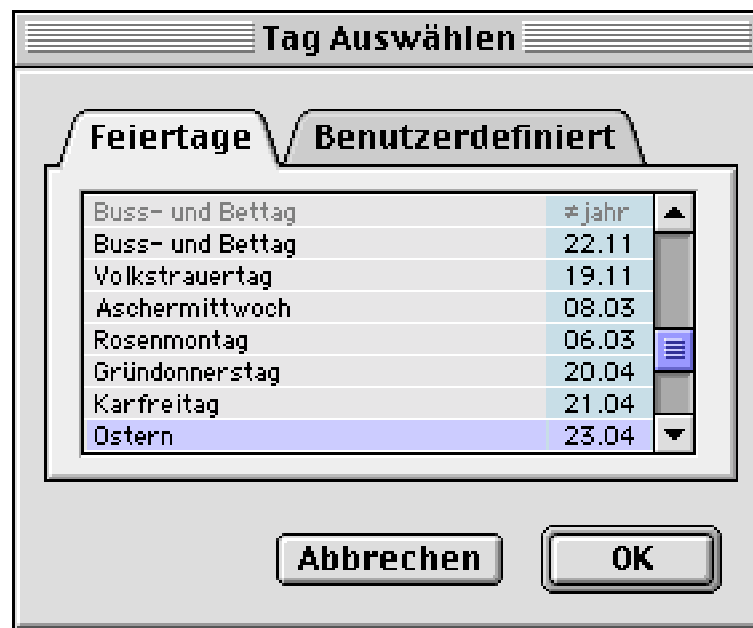 Tag Auswählen
Feiertage Benutzerdefiniert
Buss- und Bettag ≠jahr
Buss- und Bettag 22.11
Volkstrauertag 19.11
Aschermittwoch 08.03
Rosenmontag 06.03
Gründonnerstag 20.04
Karfreitag 21.04
Ostern 23.04
Abbrechen OK